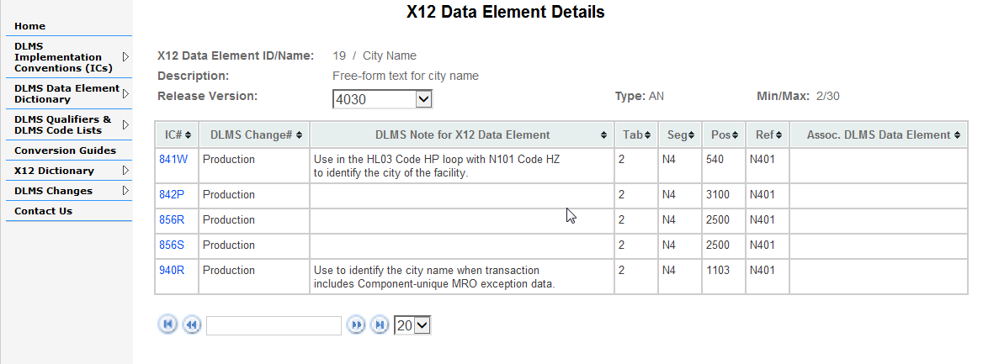 X12 Data Element Details
Home
DLMS
Implementation
Conventions (ICs)
DLMS Data Element
Dictionary
DLMS Qualifiers &
DLMS Code Lists
Conversion Guides
X12 Dictionary
DLMS Changes
Contact Us
X12 Data Element ID/Name: 19 / City Name
Description: Free-form text for city name
Release Version: 4030 Type: AN Min/Max: 2/30
IC# DLMS Change# DLMS Note for X12 Data Element Tab Seg Pos Ref Assoc. DLMS Data Element
841W Production Use in the HL03 Code HP loop with N101 Code HZ 2 N4 540 N401
to identify the city of the facility.
842P Production 2 N4 3100 N401
856R Production 2 N4 2500 N401
856S Production 2 N4 2500 N401
940R Production Use to identify the city name when transaction 2 N4 1103 N401
includes Component-unique MRO exception data.
20